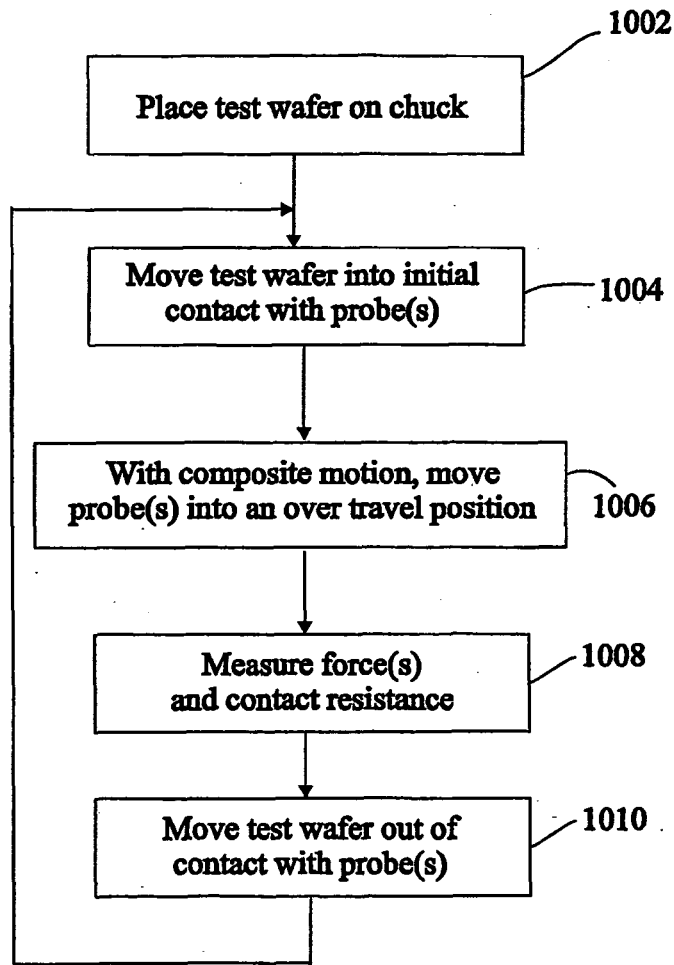 1002
Place test wafer on chuck
Move test wafer into initial
contact with probe(s)
1004
With composite motion, move
probe(s) into an over travel position
1006
Measure force(s)
and contact resistance
1008
Move test wafer out of
contact with probe(s)
1010